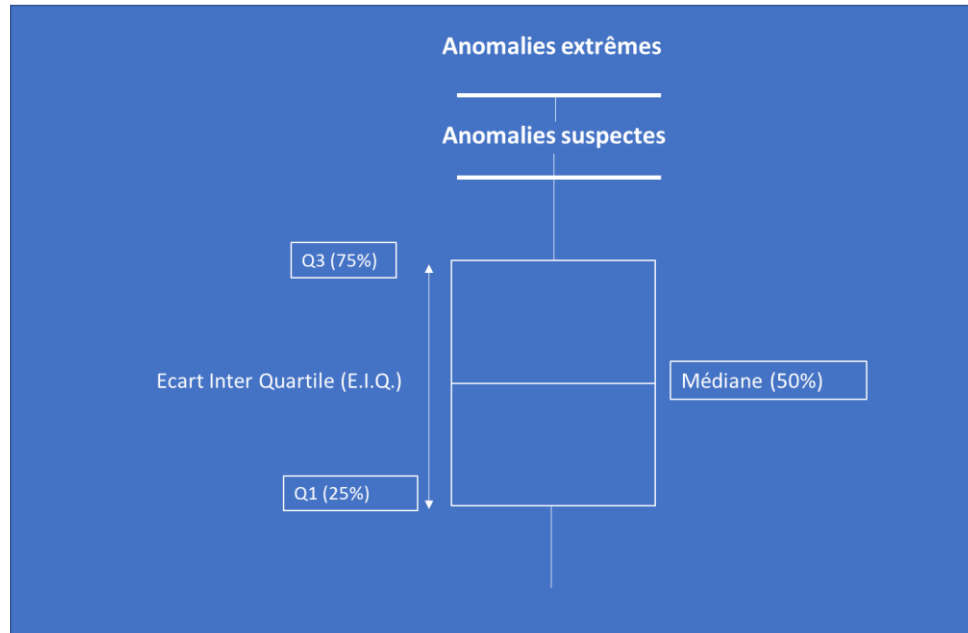 Anomalies extrêmes
Anomalies suspectes
Q3 (75%)
Ecart Inter Quartile (E.I.Q.)
Médiane (50%)
Q1 (25%)